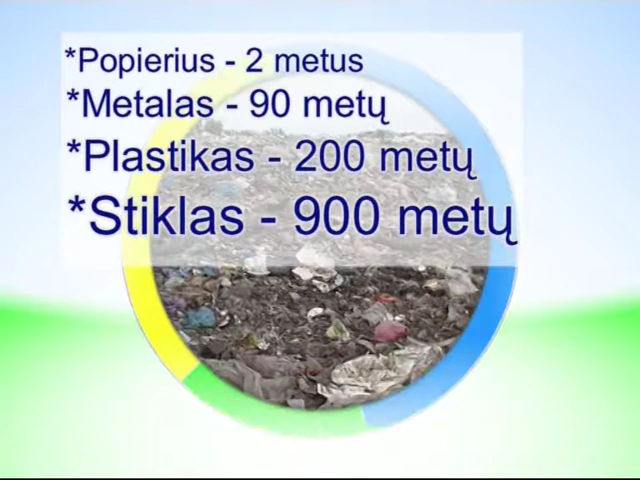 *Popierius - 2 metus
*Metalas - 90 metų
*Plastikas - 200 metų
*Stiklas - 900 metų